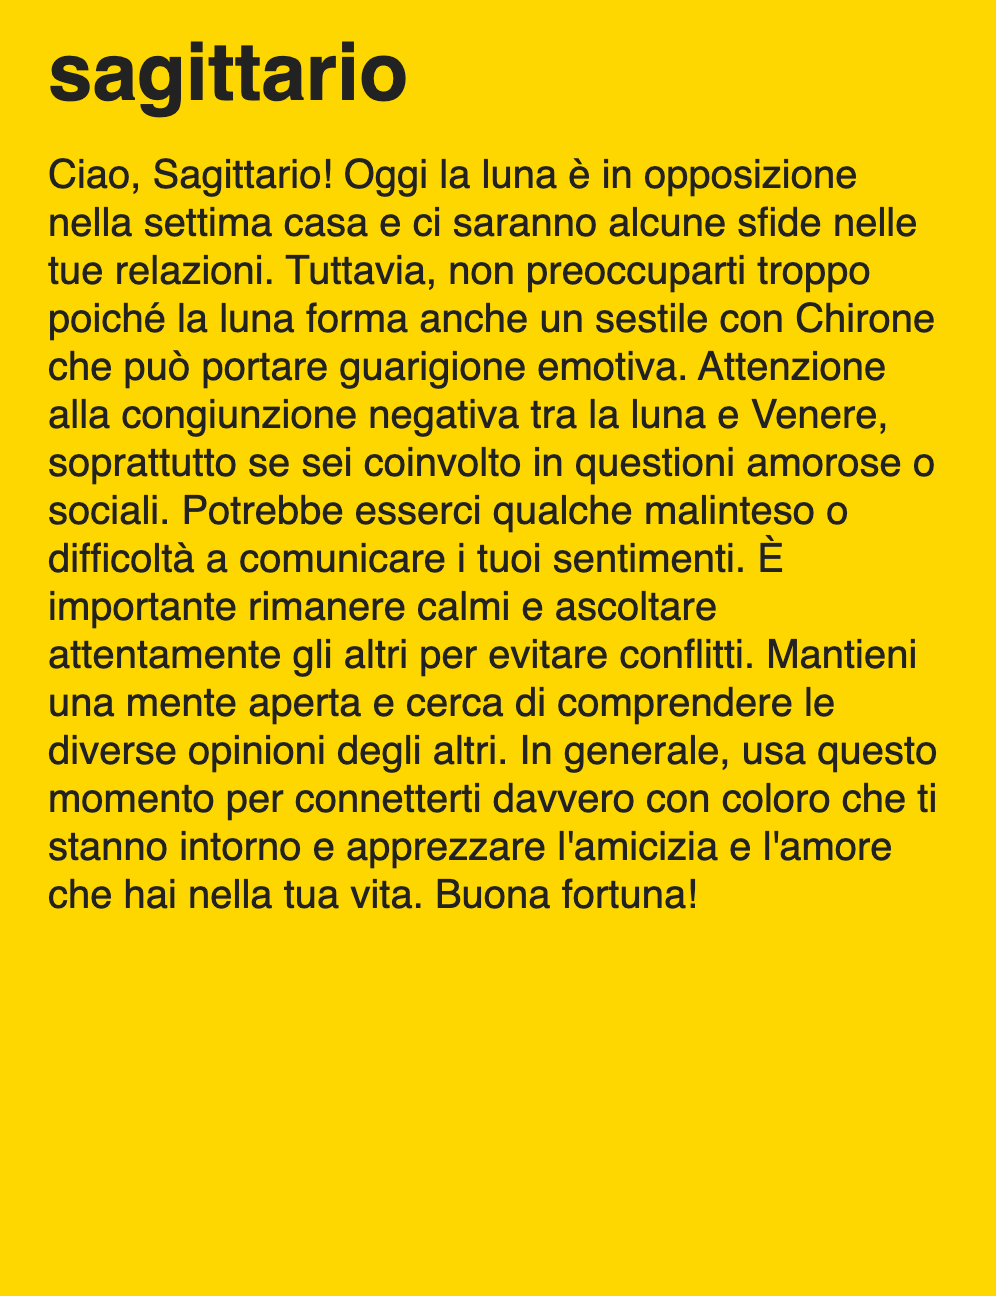 sagittario
Ciao, Sagittario! Oggi la luna è in opposizione
nella settima casa e ci saranno alcune sfide nelle
tue relazioni. Tuttavia, non preoccuparti troppo
poiché la luna forma anche un sestile con Chirone
che può portare guarigione emotiva. Attenzione
alla congiunzione negativa tra la luna e Venere,
soprattutto se sei coinvolto in questioni amorose o
sociali. Potrebbe esserci qualche malinteso o
difficoltà a comunicare i tuoi sentimenti. È
importante rimanere calmi e ascoltare
attentamente gli altri per evitare conflitti. Mantieni
una mente aperta e cerca di comprendere le
diverse opinioni degli altri. In generale, usa questo
momento per connetterti davvero con coloro che ti
stanno intorno e apprezzare l'amicizia e l'amore
che hai nella tua vita. Buona fortuna!